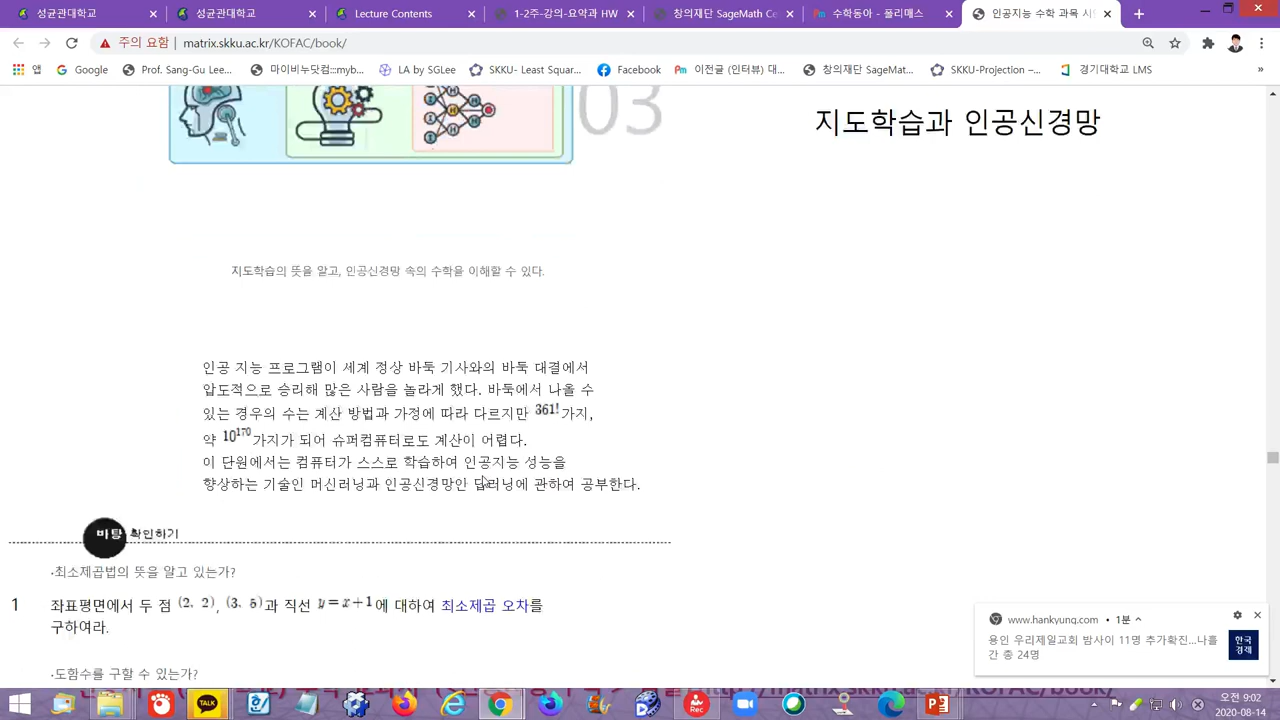 성균관대학교
성균관대학교
Lecture Contents
1-2주-강의-요약과 HW
창의재단 SageMath Ce
수학동아 - 폴리매스
인공지능 수학 과목 시
주의 요함 | matrix.skku.ac.kr/KOFAC/book/
앱
Google
Prof. Sang-Gu Lee...
마이비누닷컴:::myb...
LA by SGLee
SKKU- Least Squar...
Facebook
이전글 (인터뷰) 대...
창의재단 SageMat...
SKKU-Projection –...
경기대학교 LMS
»
03
지도학습과 인공신경망
지도학습의 뜻을 알고, 인공신경망 속의 수학을 이해할 수 있다.
인공 지능 프로그램이 세계 정상 바둑 기사와의 바둑 대결에서
압도적으로 승리해 많은 사람을 놀라게 했다. 바둑에서 나올 수
있는 경우의 수는 계산 방법과 가정에 따라 다르지만 361!가지,
약 10^170가지가 되어 슈퍼컴퓨터로도 계산이 어렵다.
이 단원에서는 컴퓨터가 스스로 학습하여 인공지능 성능을
향상하는 기술인 머신러닝과 인공신경망인 딥러닝에 관하여 공부한다.
바탕 확인하기
·최소제곱법의 뜻을 알고 있는가?
1 좌표평면에서 두 점 (2, 2), (3, 5)과 직선 y=x+1에 대하여 최소제곱 오차를
구하여라.
·도함수를 구할 수 있는가?
www.hankyung.com • 1분
용인 우리제일교회 밤사이 11명 추가확진...나흘
간 총 24명
한국
경제
TALK
Rec
오전 9:02
2020-08-14